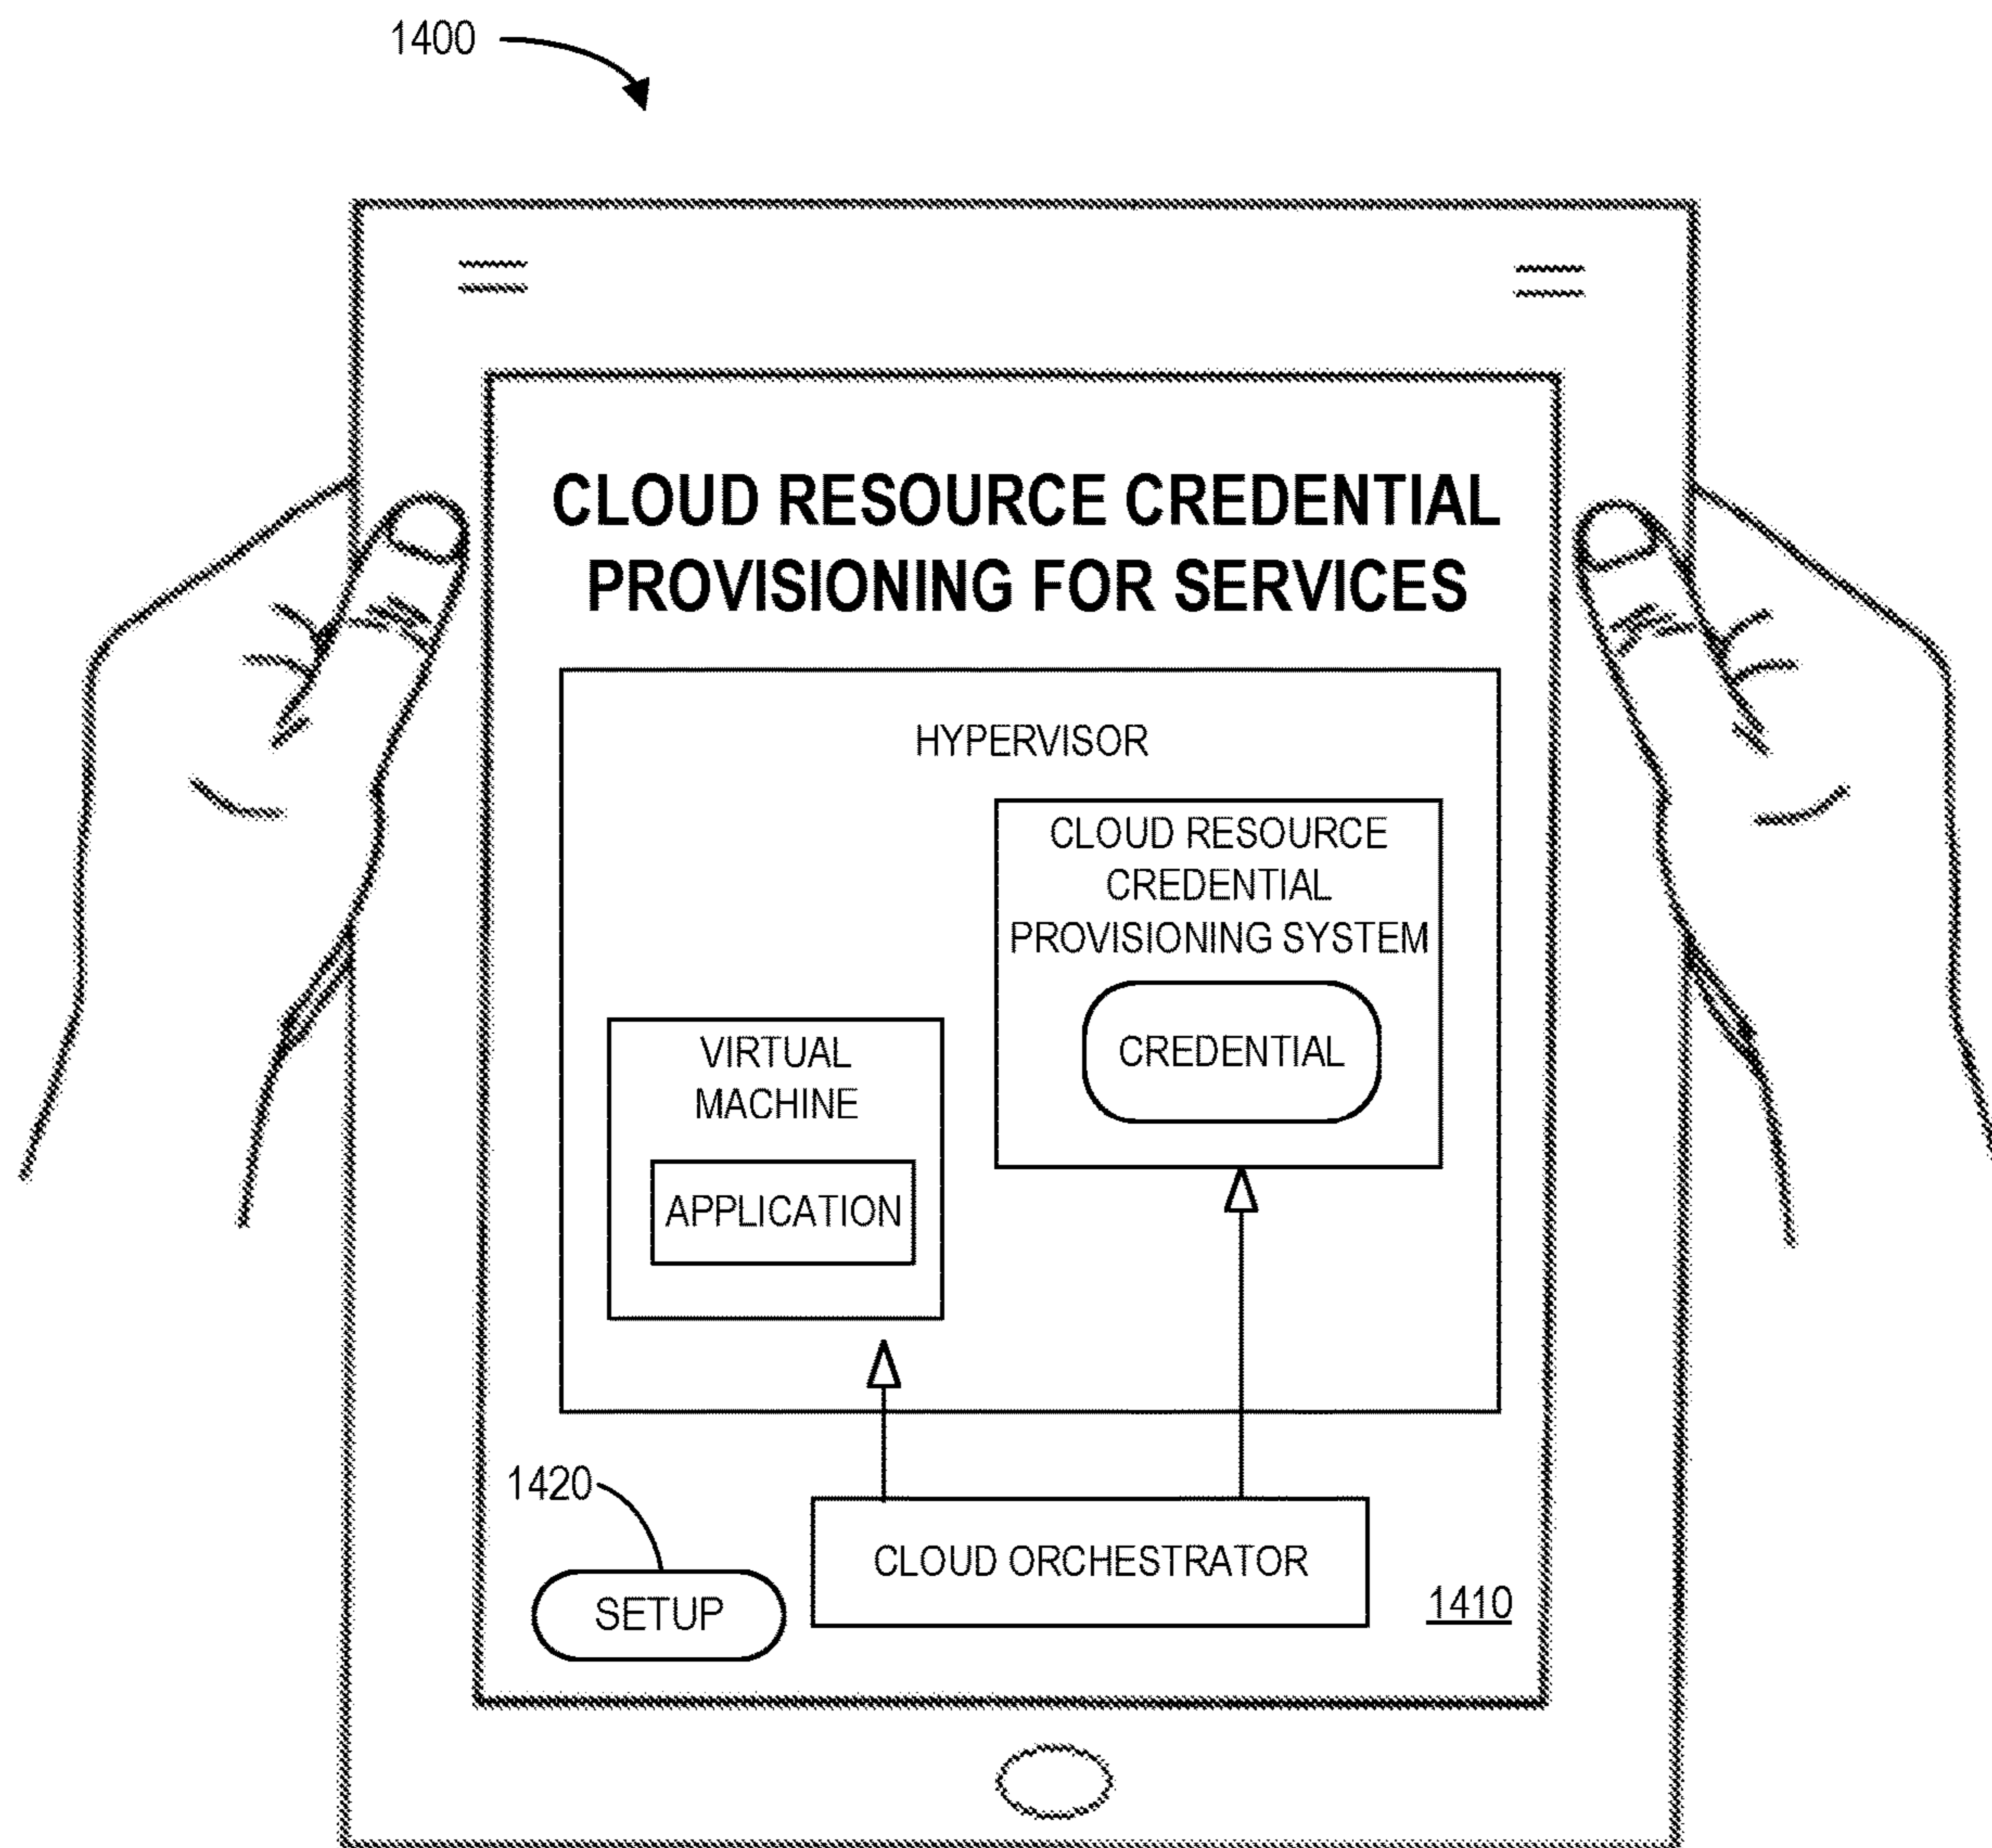 1400
CLOUD RESOURCE CREDENTIAL
PROVISIONING FOR SERVICES
HYPERVISOR
CLOUD RESOURCE
CREDENTIAL
PROVISIONING SYSTEM
CREDENTIAL
VIRTUAL
MACHINE
APPLICATION
1420
CLOUD ORCHESTRATOR
SETUP
1410